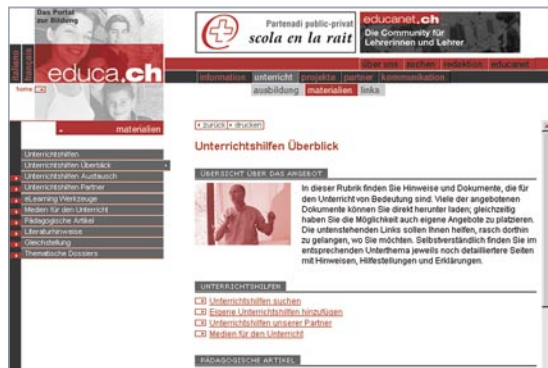 Das Portal
zur Bildung
italiano
français
educa.ch
home
Partenadi public-privat
scola en la rait
educanet.ch
Die Community für
Lehrerinnen und Lehrer
über uns suchen redaktion educanet
information unterricht projekte partner kommunikation
ausbildung materialien links
materialien
Unterrichtshilfen
Unterrichtshilfen Überblick
Unterrichtshilfen Austausch
Unterrichtshilfen Partner
eLearning Werkzeuge
Medien für den Unterricht
Pädagogische Artikel
Literaturhinweise
Gleichstellung
Thematische Dossiers
zurück drucken
Unterrichtshilfen Überblick
ÜBERSICHT ÜBER DAS ANGEBOT
In dieser Rubrik finden Sie Hinweise und Dokumente, die für
den Unterricht von Bedeutung sind. Viele der angebotenen
Dokumente können Sie direkt herunter laden; gleichzeitig
haben Sie die Möglichkeit auch eigene Angebote zu platzieren.
Die untenstehenden Links sollen Ihnen helfen, rasch dorthin
zu gelangen, wo Sie möchten. Selbstverständlich finden Sie im
entsprechenden Unterthema jeweils noch detailliertere Seiten
mit Hinweisen, Hilfestellungen und Erklärungen.
UNTERRICHTSHILFEN
Unterrichtshilfen suchen
Eigene Unterrichtshilfen hinzufügen
Unterrichtshilfen unserer Partner
Medien für den Unterricht
PÄDAGOGISCHE ARTIKEL